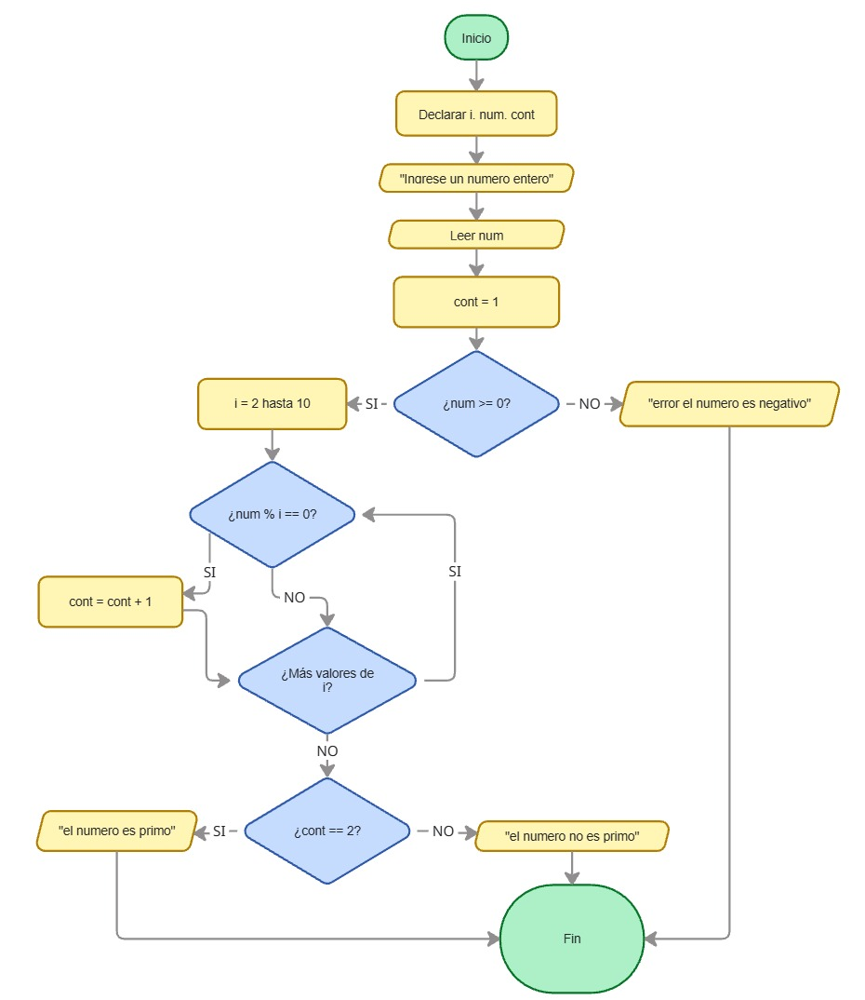 Inicio
Declarar i. num. cont
"Ingrese un numero entero"
Leer num
cont = 1
i = 2 hasta 10
SI
¿num >= 0?
NO
"error el numero es negativo"
¿num % i == 0?
SI
SI
NO
cont = cont + 1
¿Más valores de
i?
NO
"el numero es primo"
SI
¿cont == 2?
NO
"el numero no es primo"
Fin